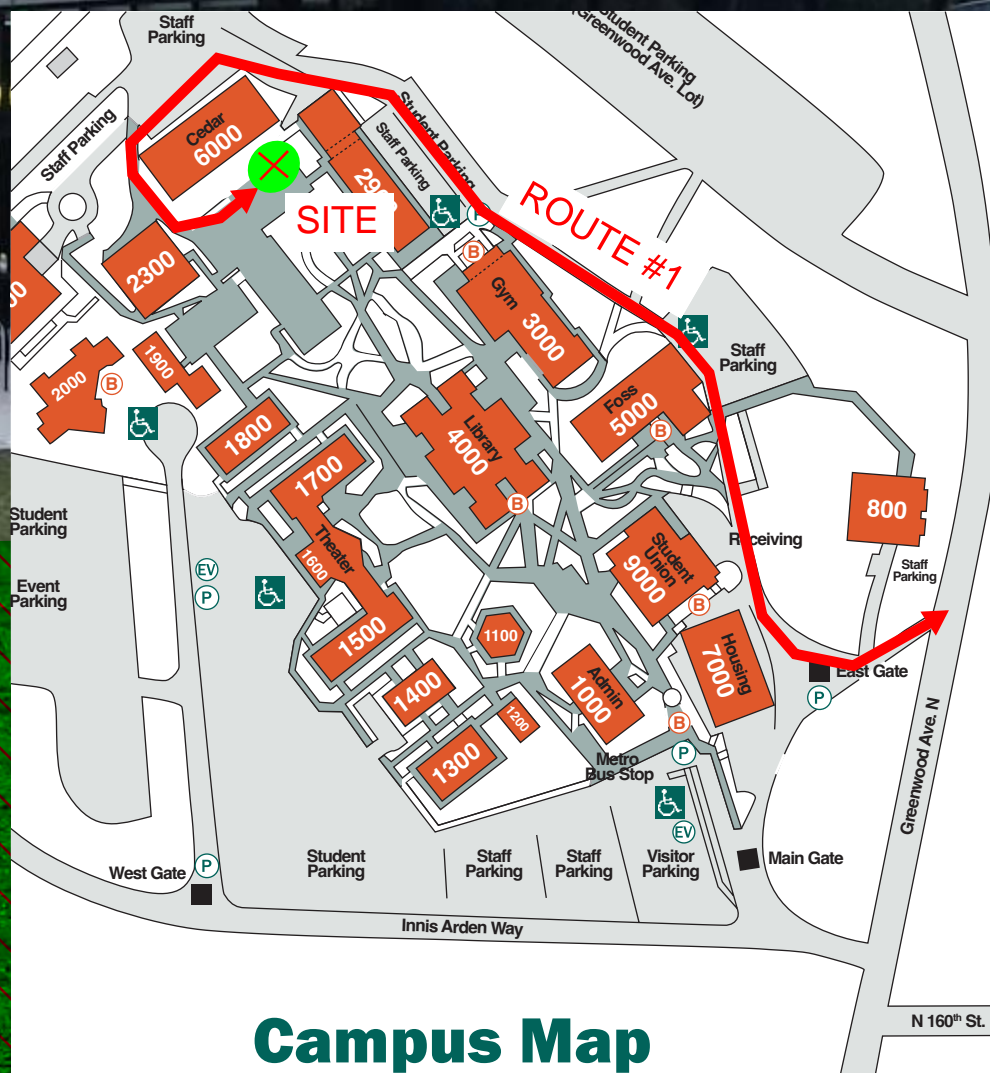 Staff
Parking
Student Parking
(Greenwood Ave. Lot)
Staff Parking
Cedar
6000
Student Parking
Staff Parking
SITE
P
ROUTE #1
B
2300
Gym
3000
Staff
Parking
1900
2000
B
Foss
5000
B
1800
Library
4000
B
1700
800
Student
Parking
Theater
1600
Receiving
Student
Union
9000
B
Staff
Parking
Event
Parking
EV
P
1500
1100
Housing
7000
East Gate
P
1400
Admin
1000
1200
B
1300
Metro
Bus Stop
P
Greenwood Ave. N
EV
Student
Parking
Staff
Parking
Staff
Parking
Visitor
Parking
Main Gate
West Gate
P
Innis Arden Way
N 160th St.
Campus Map